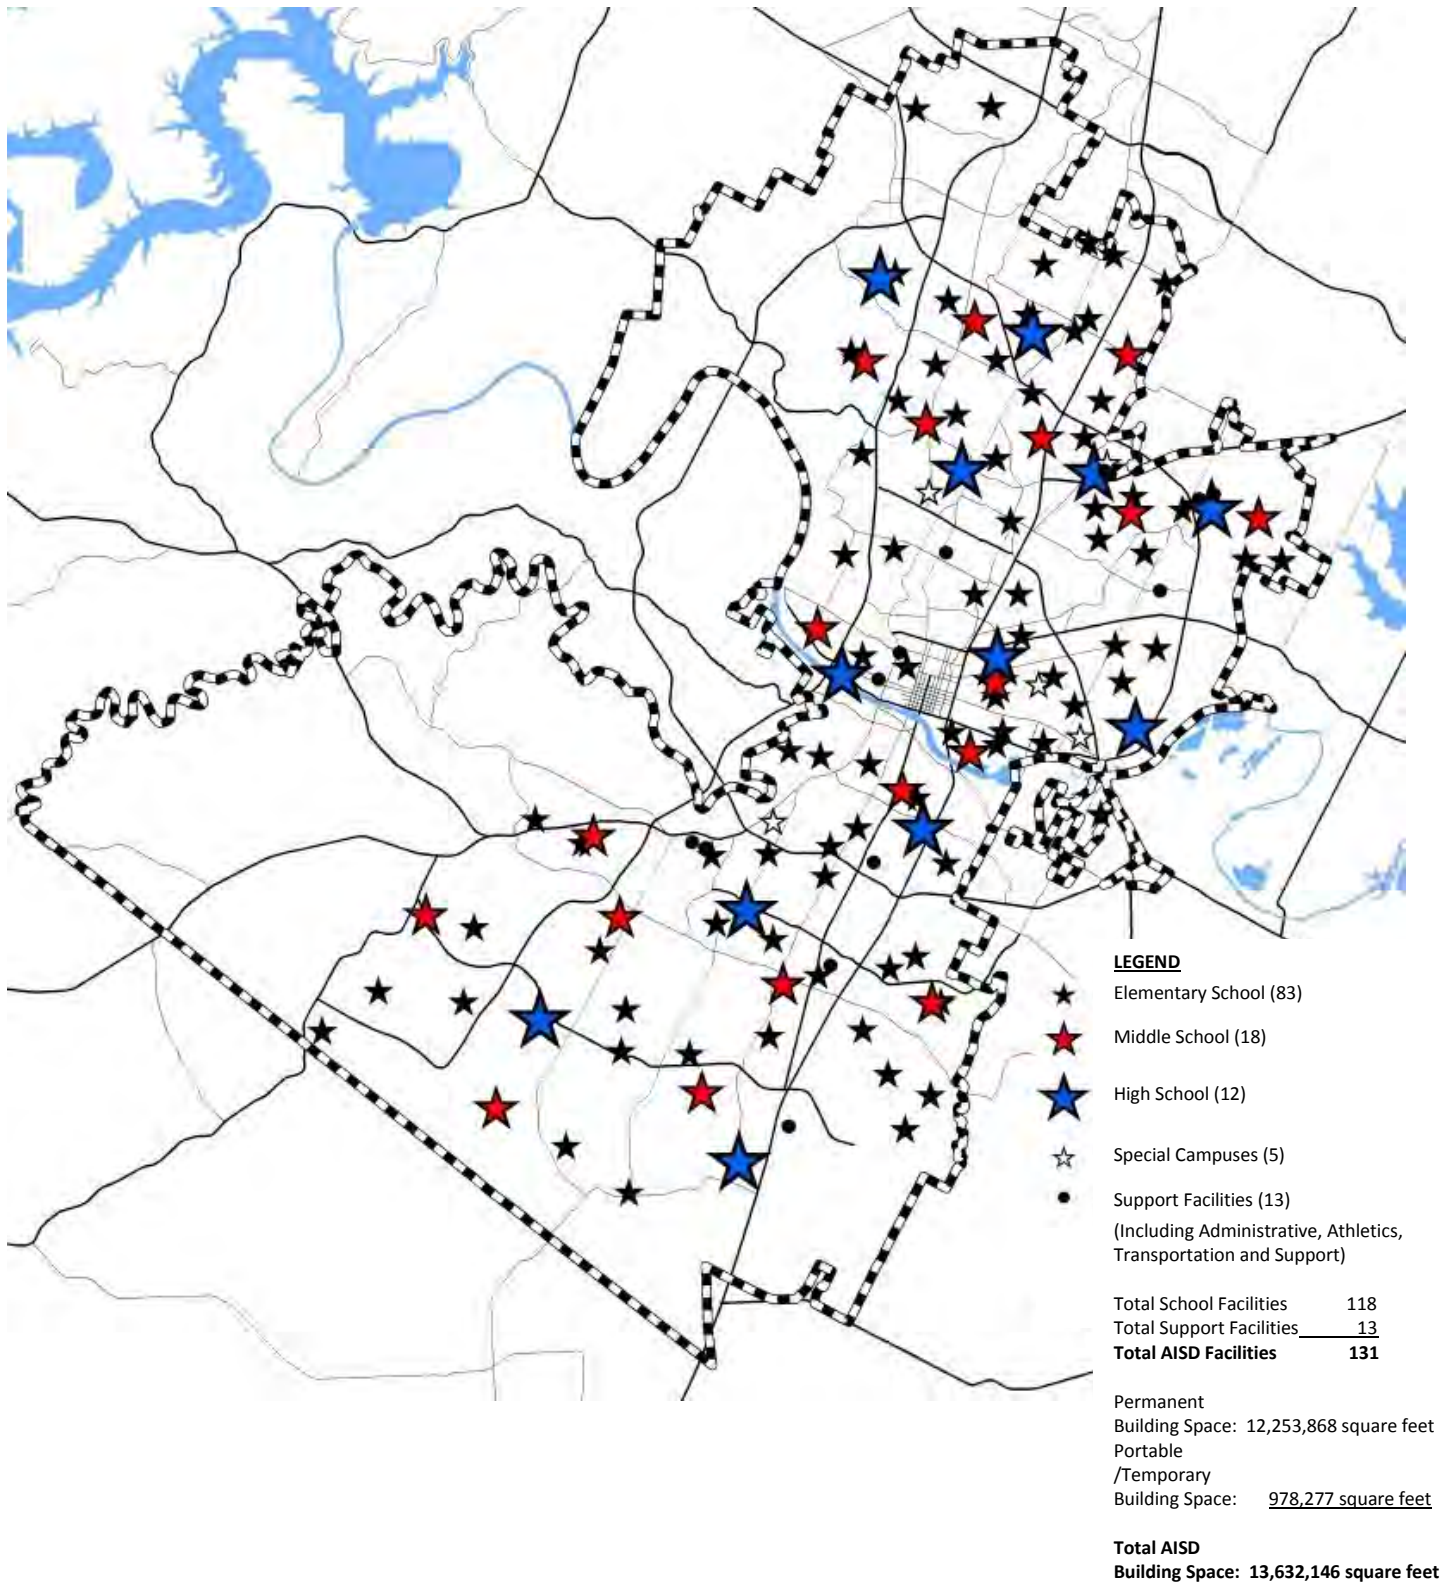 LEGEND
Elementary School (83)
Middle School (18)
High School (12)
Special Campuses (5)
Support Facilities (13)
(Including Administrative, Athletics,
Transportation and Support)
Total School Facilities 118
Total Support Facilities 13
Total AISD Facilities 131
Permanent
Building Space: 12,253,868 square feet
Portable
/Temporary
Building Space: 978,277 square feet
Total AISD
Building Space: 13,632,146 square feet